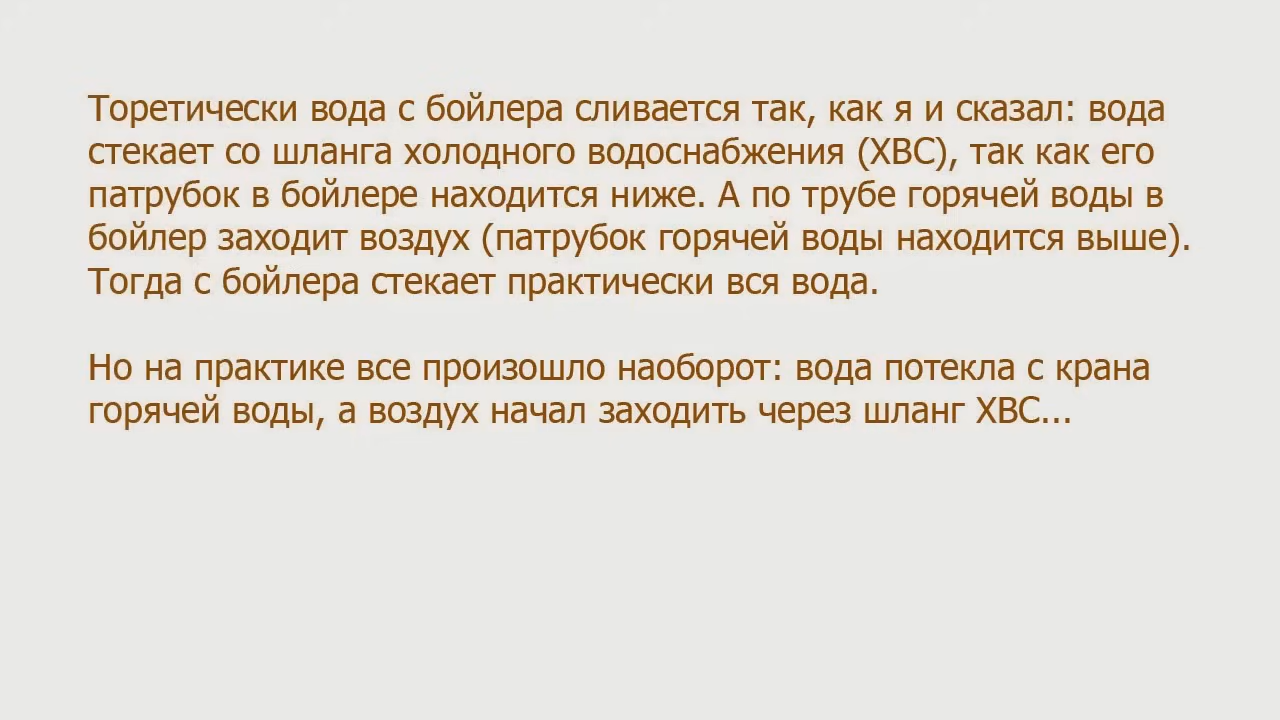 Торетически вода с бойлера сливается так, как я и сказал: вода
стекает со шланга холодного водоснабжения (ХВС), так как его
патрубок в бойлере находится ниже. А по трубе горячей воды в
бойлер заходит воздух (патрубок горячей воды находится выше).
Тогда с бойлера стекает практически вся вода.

Но на практике все произошло наоборот: вода потекла с крана
горячей воды, а воздух начал заходить через шланг ХВС...